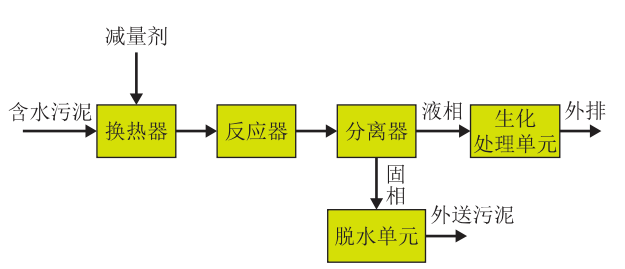 减量剂
含水污泥
换热器
反应器
分离器
液相
生化
处理单元
外排
固
相
脱水单元
外送污泥